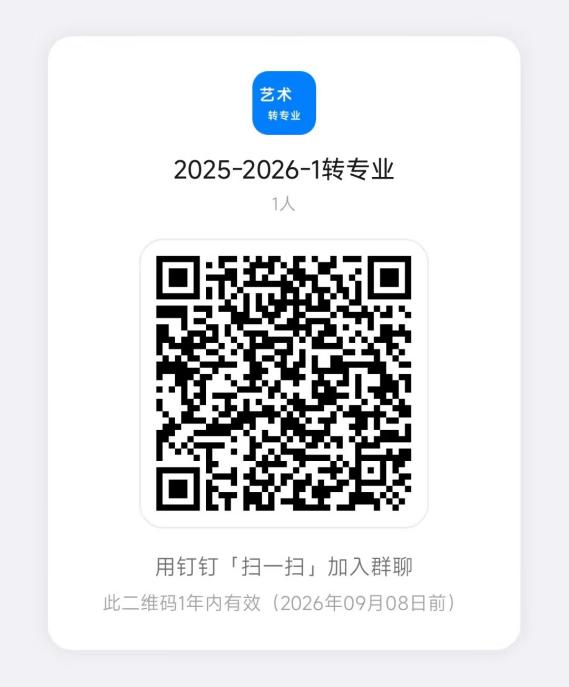 艺术
转专业
2025-2026-1转专业
1人
用钉钉「扫一扫」加入群聊
此二维码1年内有效（2026年09月08日前）